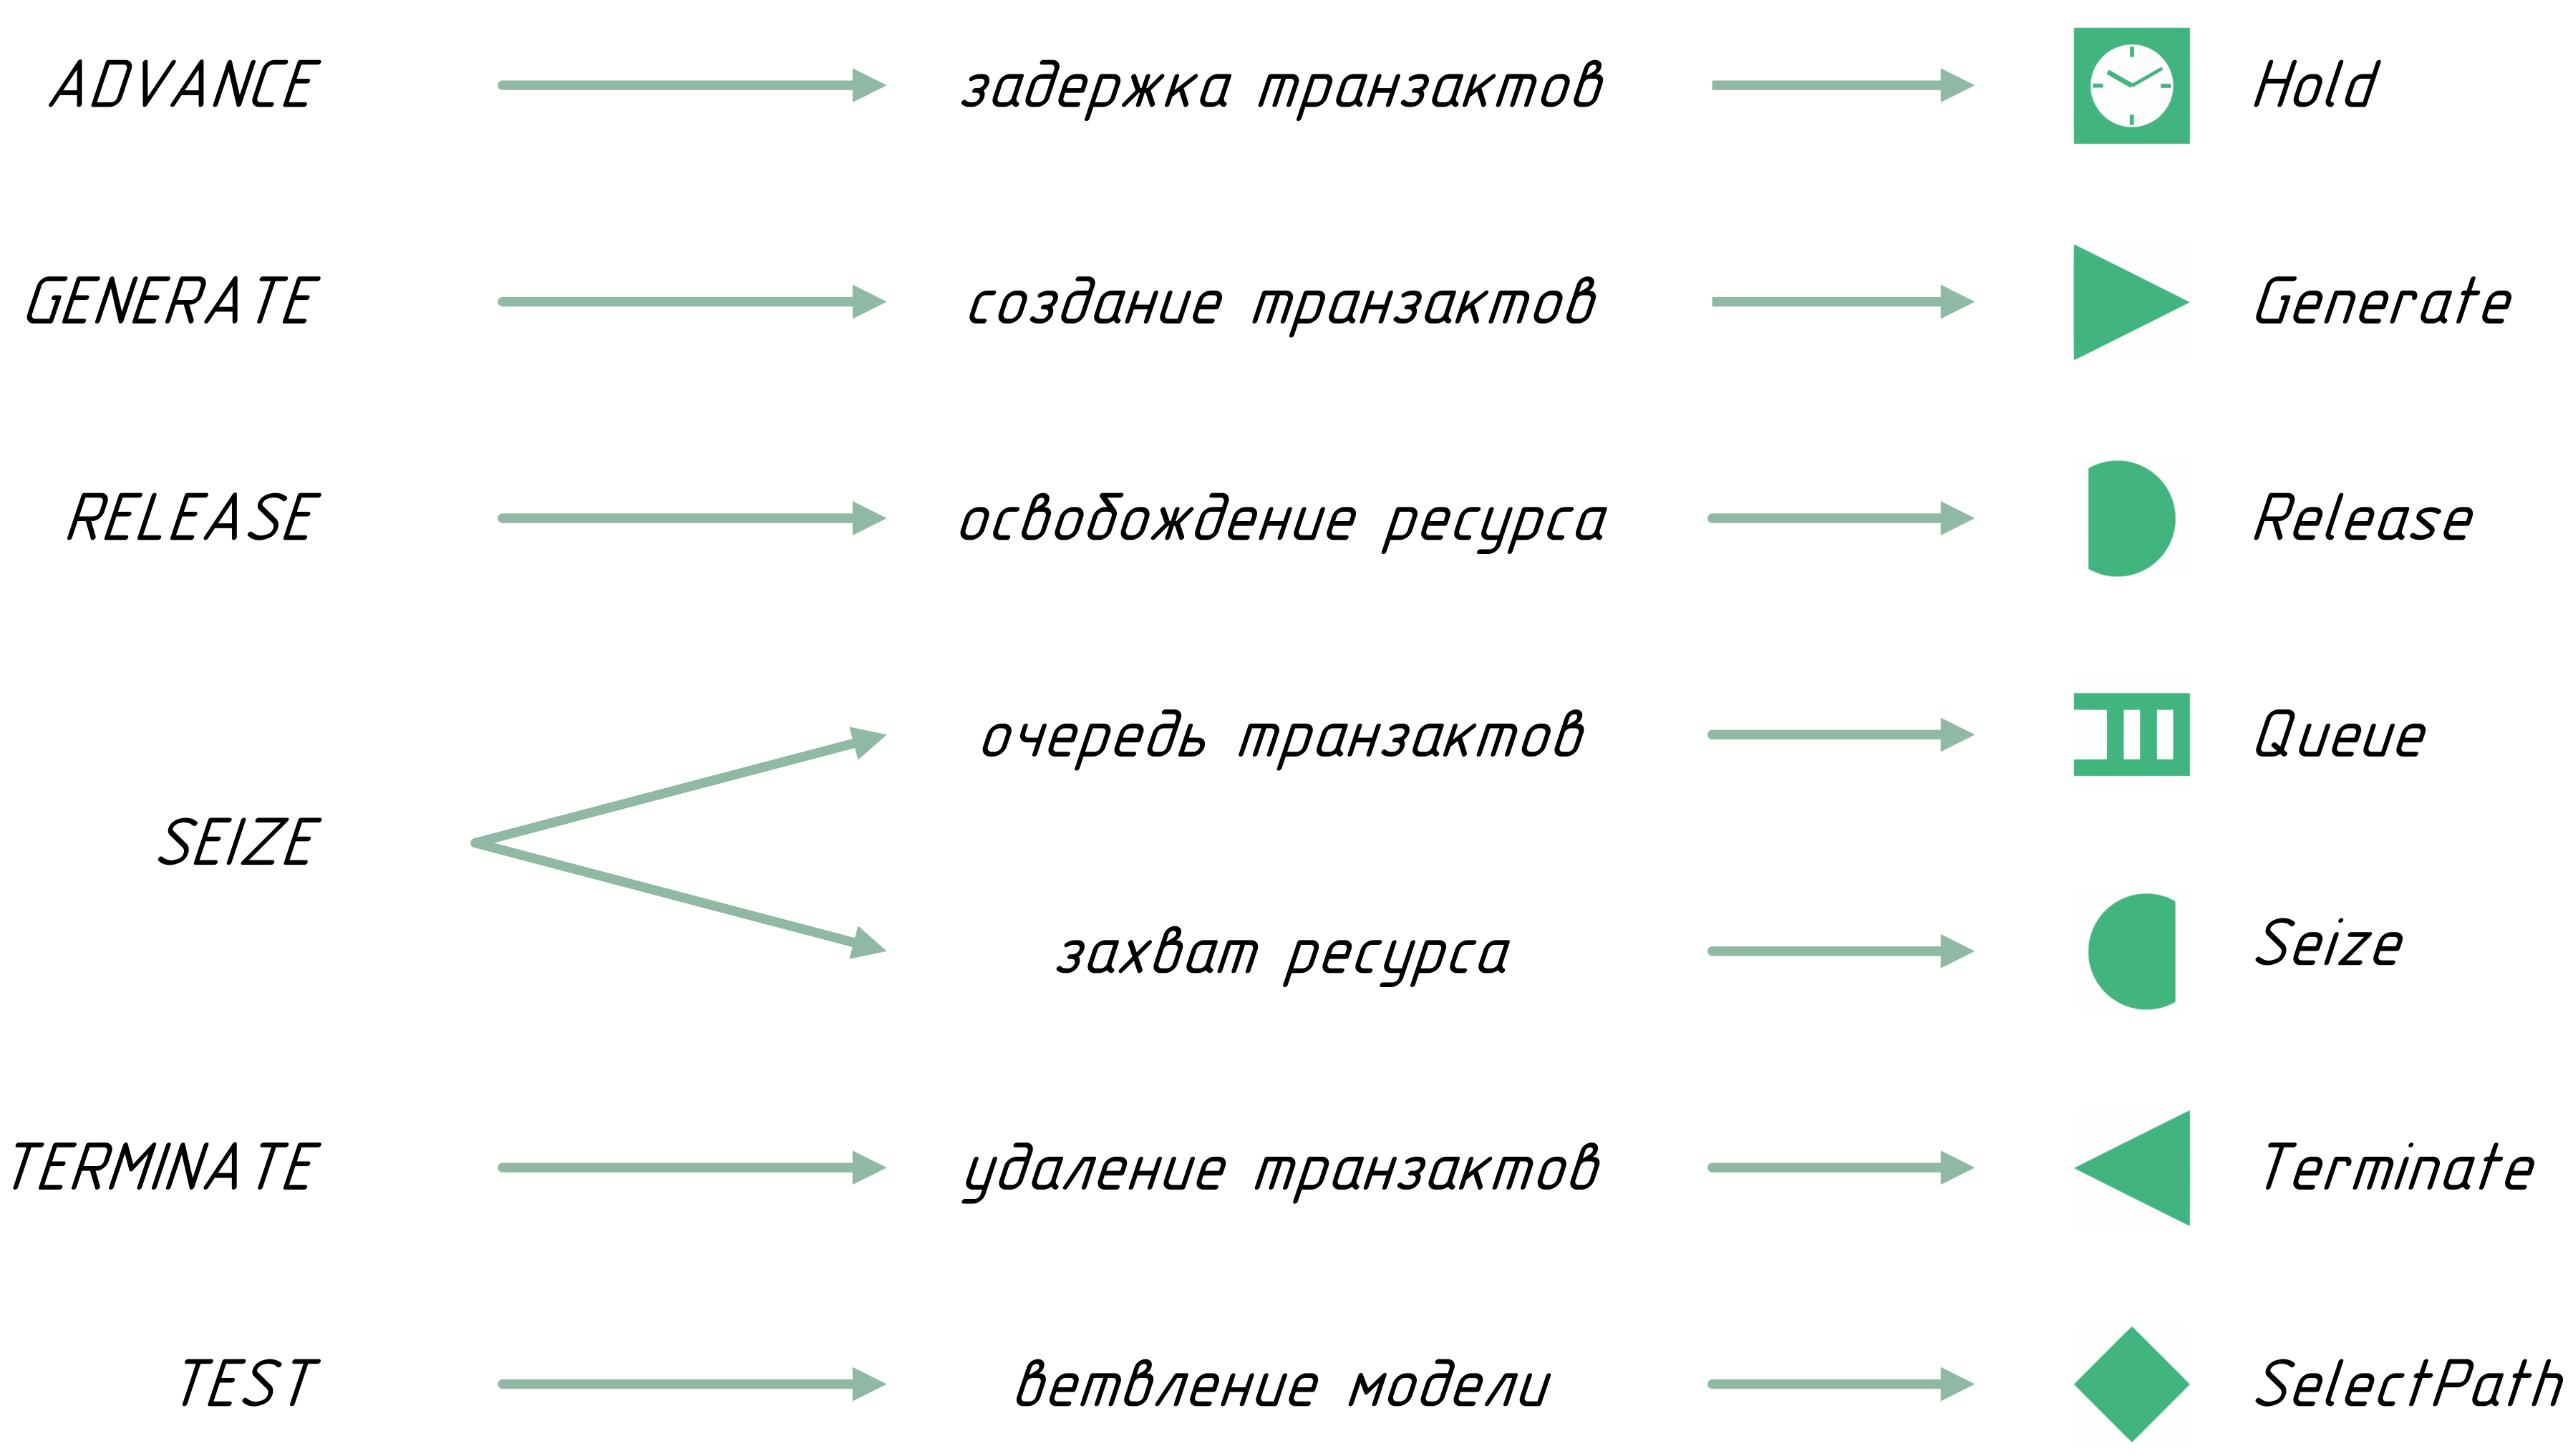 ADVANCE задержка транзактов Hold
GENERATE создание транзактов Generate
RELEASE освобождение ресурса Release
очередь транзактов Queue
SEIZE
захват ресурса Seize
TERMINATE удаление транзактов Terminate
TEST ветвление модели SelectPath